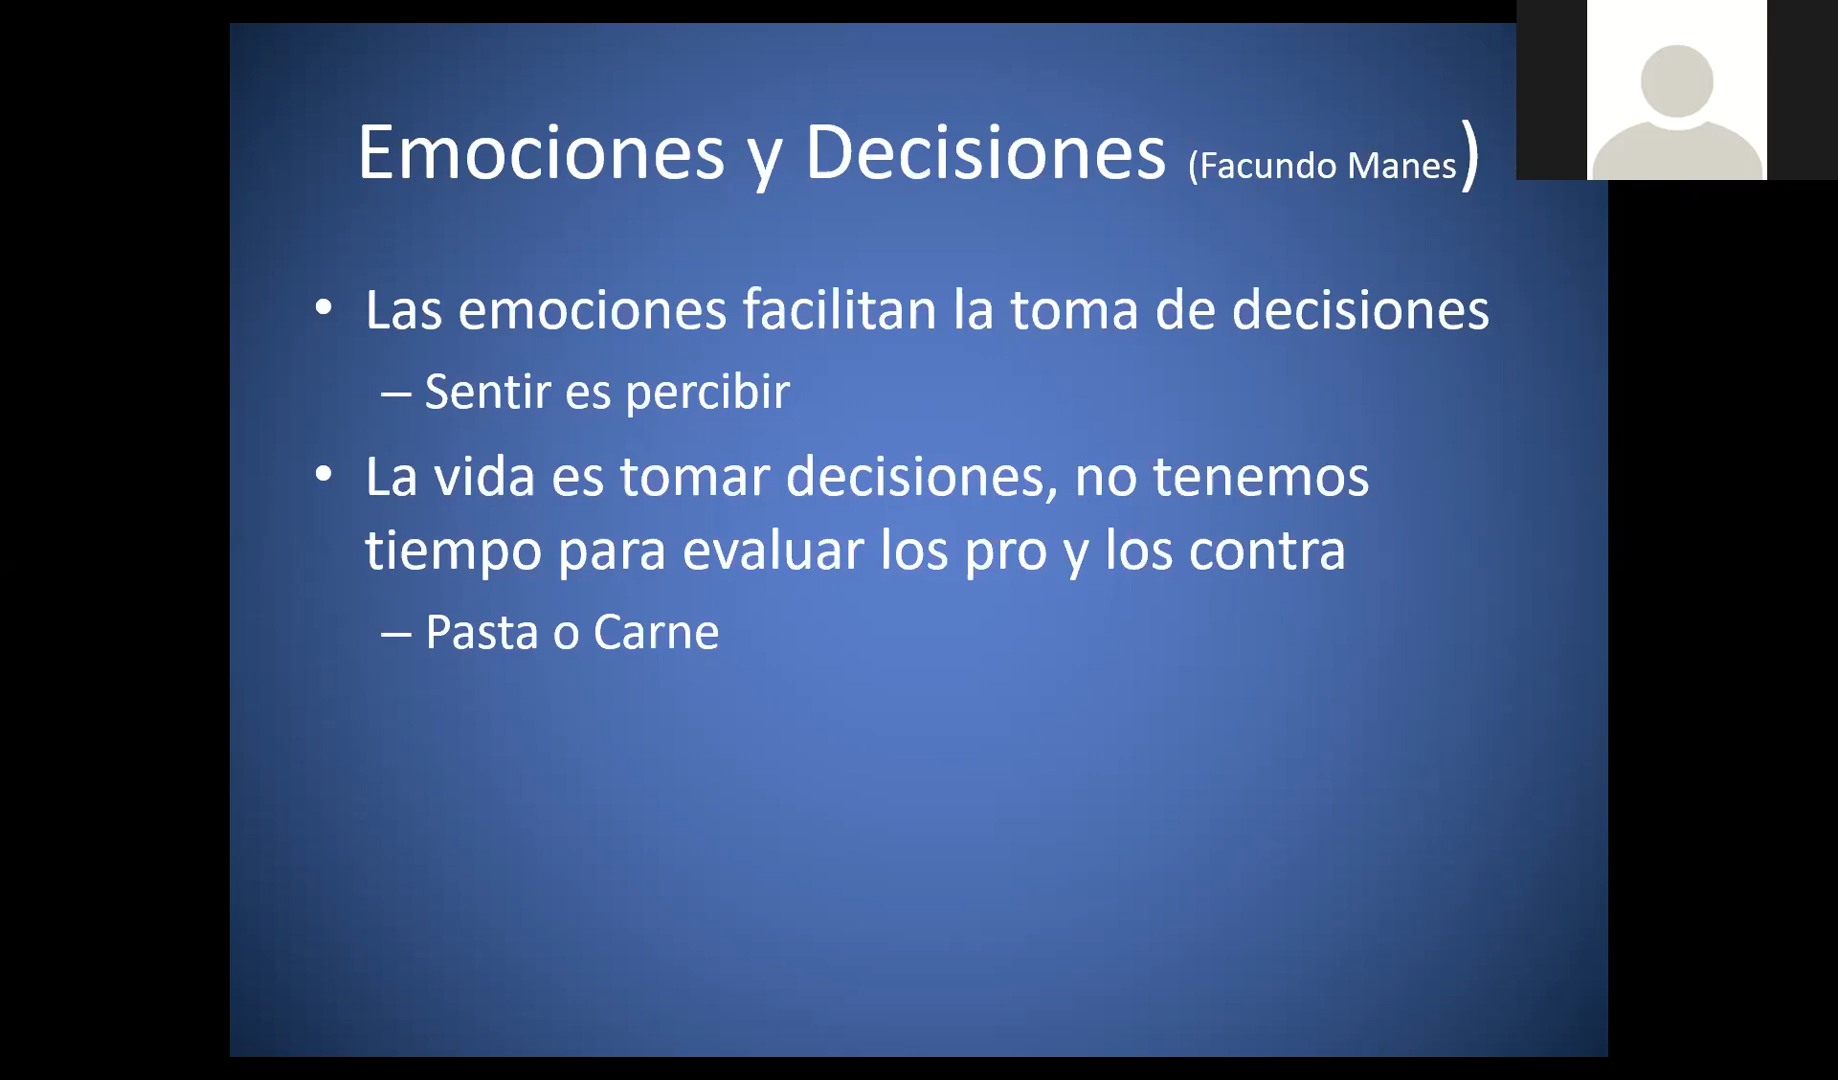 Emociones y Decisiones (Facundo Manes)
• Las emociones facilitan la toma de decisiones
– Sentir es percibir
• La vida es tomar decisiones, no tenemos
tiempo para evaluar los pro y los contra
– Pasta o Carne